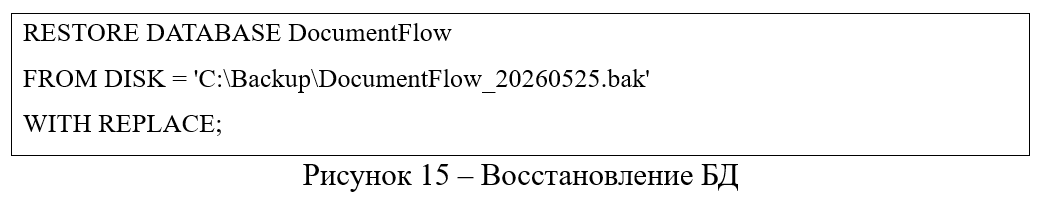 RESTORE DATABASE DocumentFlow
FROM DISK = 'C:\Backup\DocumentFlow_20260525.bak'
WITH REPLACE;
Рисунок 15 – Восстановление БД